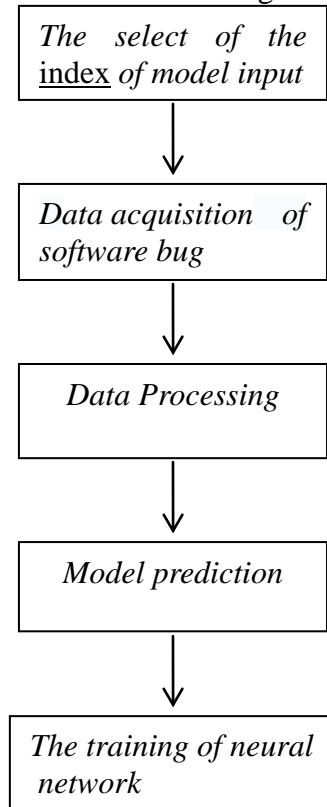 The select of the
index of model input
Data acquisition of
software bug
Data Processing
Model prediction
The training of neural
network